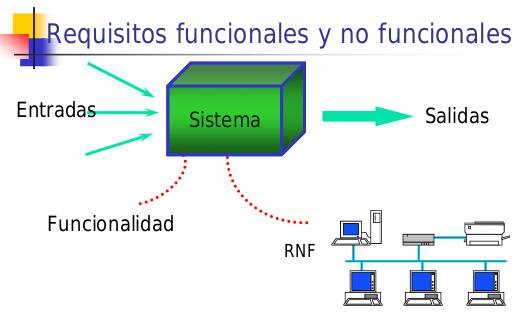 Requisitos funcionales y no funcionales
Entradas
Sistema
Salidas
Funcionalidad
RNF